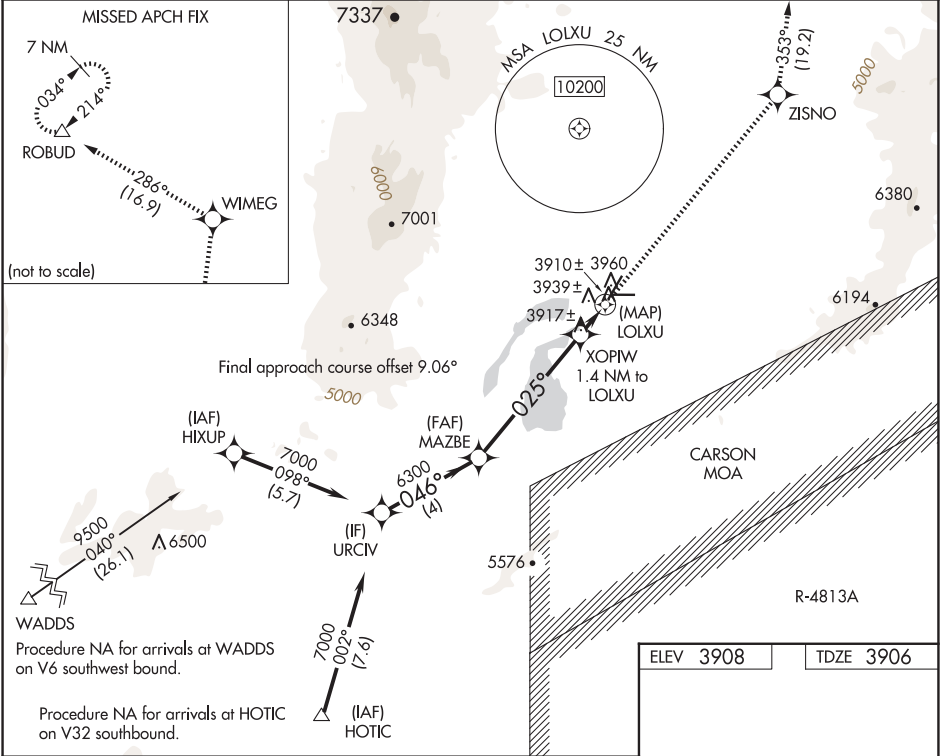 MISSED APCH FIX
7 NM
034°
214°
ROBUD
286°
(16.9)
WIMEG
(not to scale)
7337
6000
7001
6348
5000
MSA LOLXU 25 NM
10200
353°
(19.2)
ZISNO
5000
6380
6194
3910± 3960
3939±
3917±
(MAP)
LOLXU
XOPIW
1.4 NM to
LOLXU
Final approach course offset 9.06°
025°
(FAF)
MAZBE
(IAF)
HIXUP
7000
098°
(5.7)
6300
046°
(4)
(IF)
URCIV
CARSON
MOA
9500
040°
(26.1)
6500
5576
R-4813A
WADDS
Procedure NA for arrivals at WADDS
on V6 southwest bound.
7000
002°
(7.6)
(IAF)
HOTIC
Procedure NA for arrivals at HOTIC
on V32 southbound.
ELEV 3908
TDZE 3906